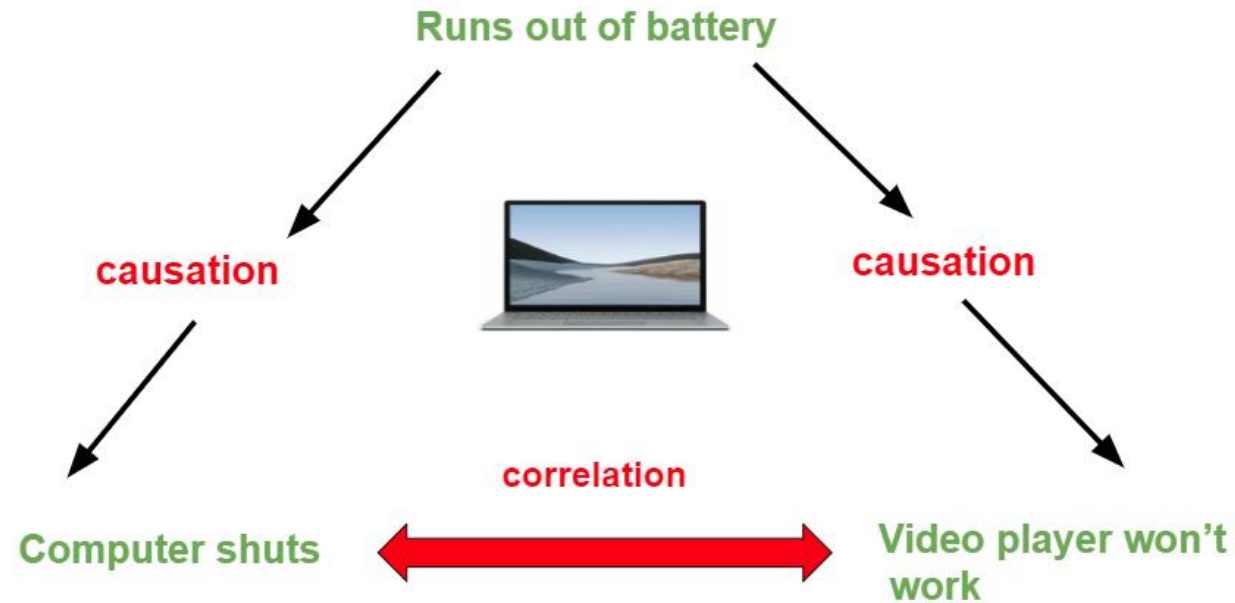 Runs out of battery
causation
causation
correlation
Computer shuts
Video player won’t
work